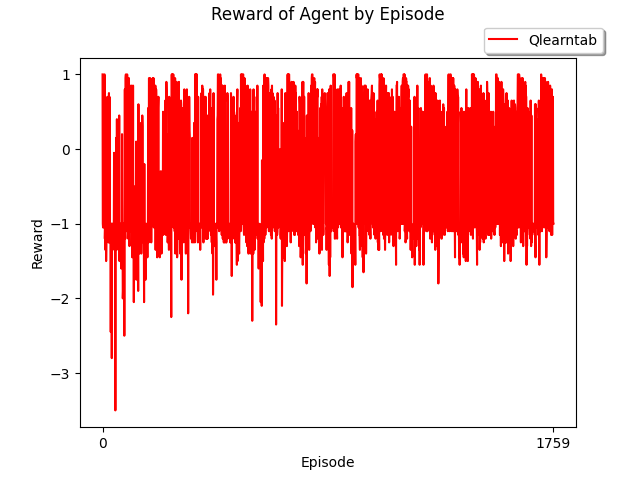 Reward of Agent by Episode
Qlearntab
1
0
−1
−2
−3
Reward
0
1759
Episode